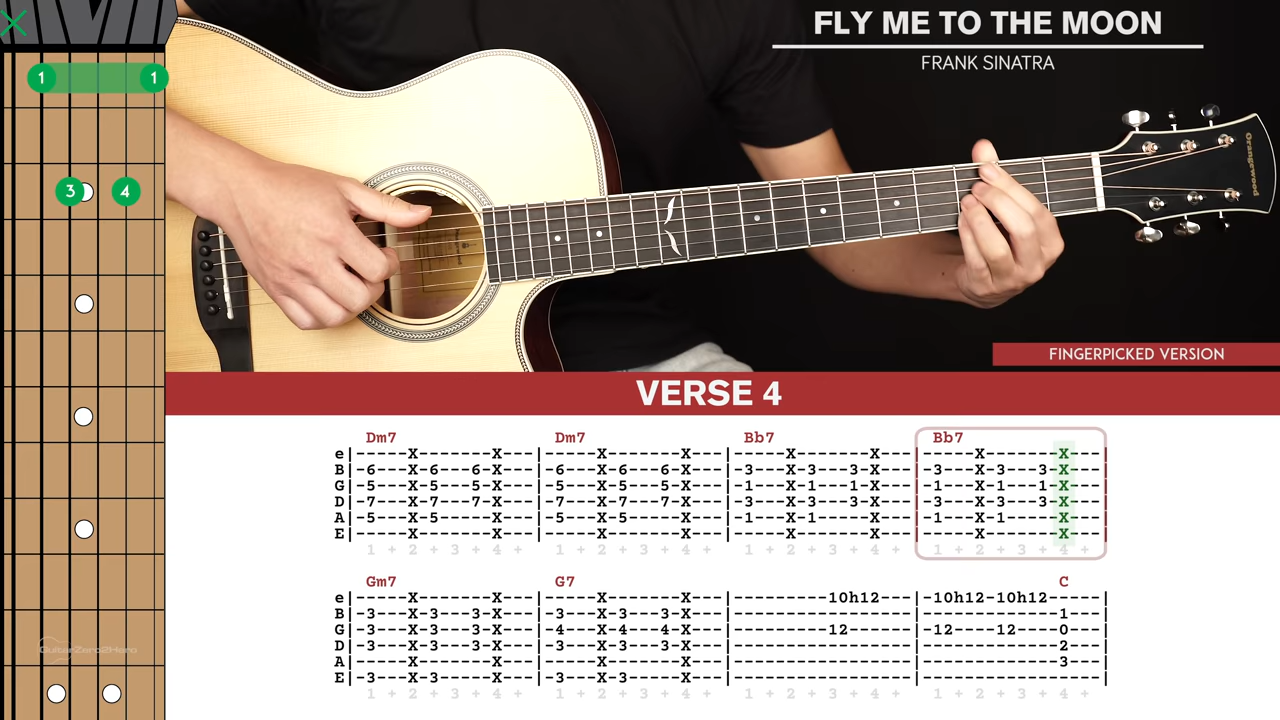 FLY ME TO THE MOON
FRANK SINATRA
Orangewood
1 1
3 4
FINGERPICKED VERSION
VERSE 4
GuitarZero2Hero
Dm7 Dm7 Bb7 Bb7
e|-------X-------X---|-------X-------X---|-------X-------X---|-------X-------X---|
B|-6---X-6---6-X---|-6---X-6---6-X---|-3---X-3---3-X---|-3---X-3---3-X---|
G|-5---X-5---5-X---|-5---X-5---5-X---|-1---X-1---1-X---|-1---X-1---1-X---|
D|-7---X-7---7-X---|-7---X-7---7-X---|-3---X-3---3-X---|-3---X-3---3-X---|
A|-5---X-5-----X---|-5---X-5-----X---|-1---X-1-----X---|-1---X-1-----X---|
E|-----X-------X---|-----X-------X---|-----X-------X---|-----X-------X---|
1 + 2 + 3 + 4 + 1 + 2 + 3 + 4 + 1 + 2 + 3 + 4 + 1 + 2 + 3 + 4 +
Gm7 G7 C
e|-----X-------X---|-----X-------X---|---------10h12---|-10h12-10h12-----|
B|-3---X-3---3-X---|-3---X-3---3-X---|-----------------|-------------1---|
G|-3---X-3---3-X---|-4---X-4---4-X---|---------12------|-12----12----0---|
D|-3---X-3---3-X---|-3---X-3---3-X---|-----------------|-------------2---|
A|-----X-------X---|-----X-------X---|-----------------|-------------3---|
E|-3---X-3-----X---|-3---X-3-----X---|-----------------|-----------------|
1 + 2 + 3 + 4 + 1 + 2 + 3 + 4 + 1 + 2 + 3 + 4 + 1 + 2 + 3 + 4 +